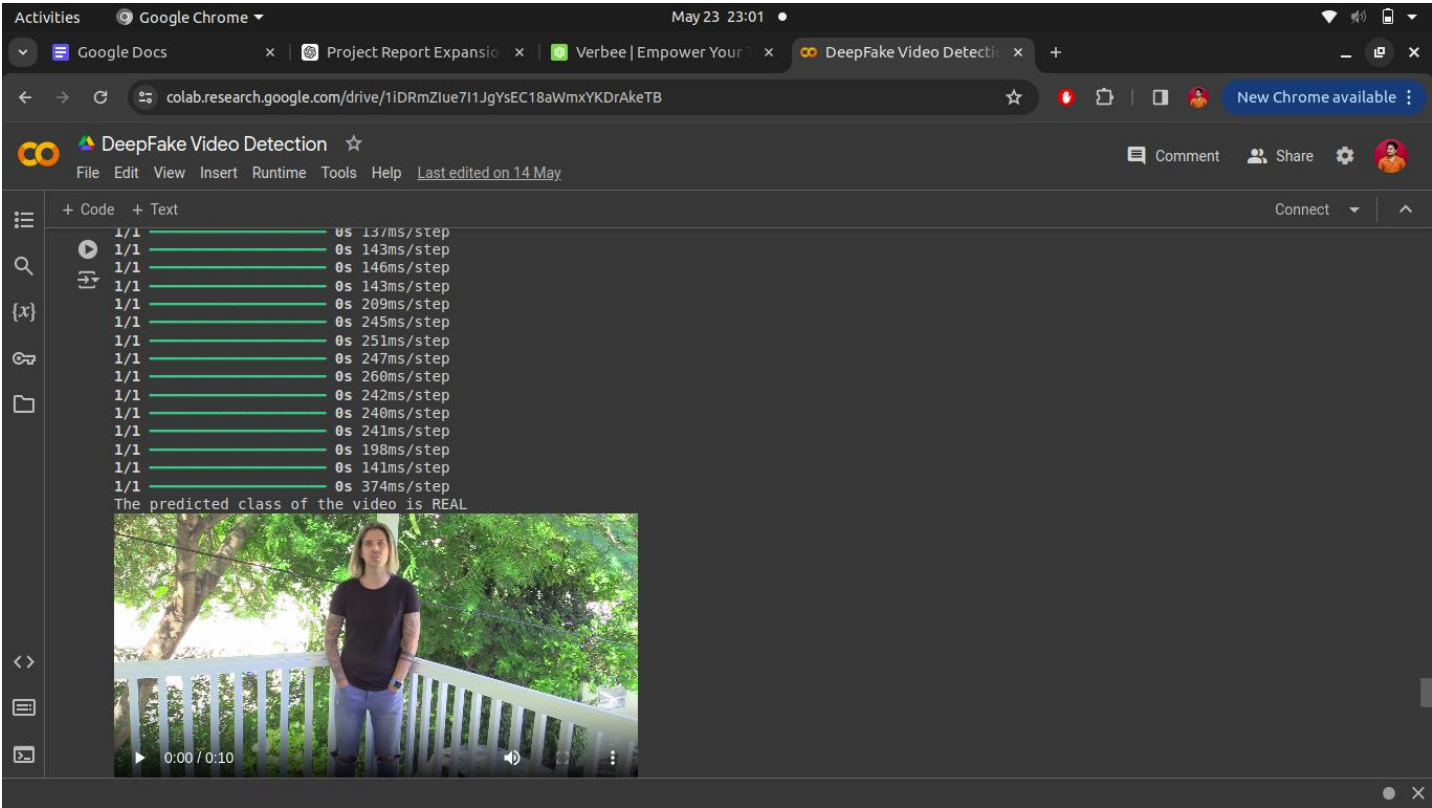 Activities Google Chrome May 23 23:01
Google Docs Project Report Expansio Verbee | Empower Your T DeepFake Video Detectio
colab.research.google.com/drive/1iDRmZIue7I1JgYsEC18aWmxYKDrAkeTB New Chrome available
CO DeepFake Video Detection Comment Share
File Edit View Insert Runtime Tools Help Last edited on 14 May
+ Code + Text Connect
1/1 0s 137ms/step
1/1 0s 143ms/step
1/1 0s 146ms/step
1/1 0s 143ms/step
1/1 0s 209ms/step
1/1 0s 245ms/step
1/1 0s 251ms/step
1/1 0s 247ms/step
1/1 0s 260ms/step
1/1 0s 242ms/step
1/1 0s 240ms/step
1/1 0s 241ms/step
1/1 0s 198ms/step
1/1 0s 141ms/step
1/1 0s 374ms/step
The predicted class of the video is REAL
0:00 / 0:10
{x}